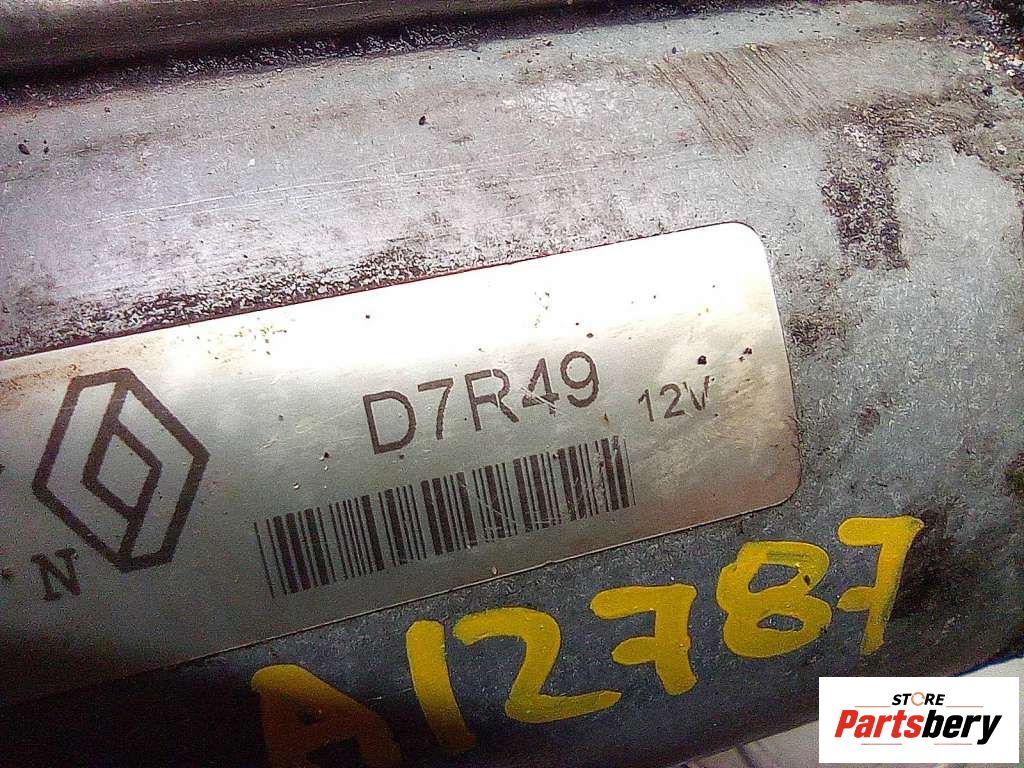 D7R49 12V
N
A12787
STORE
Partsbery